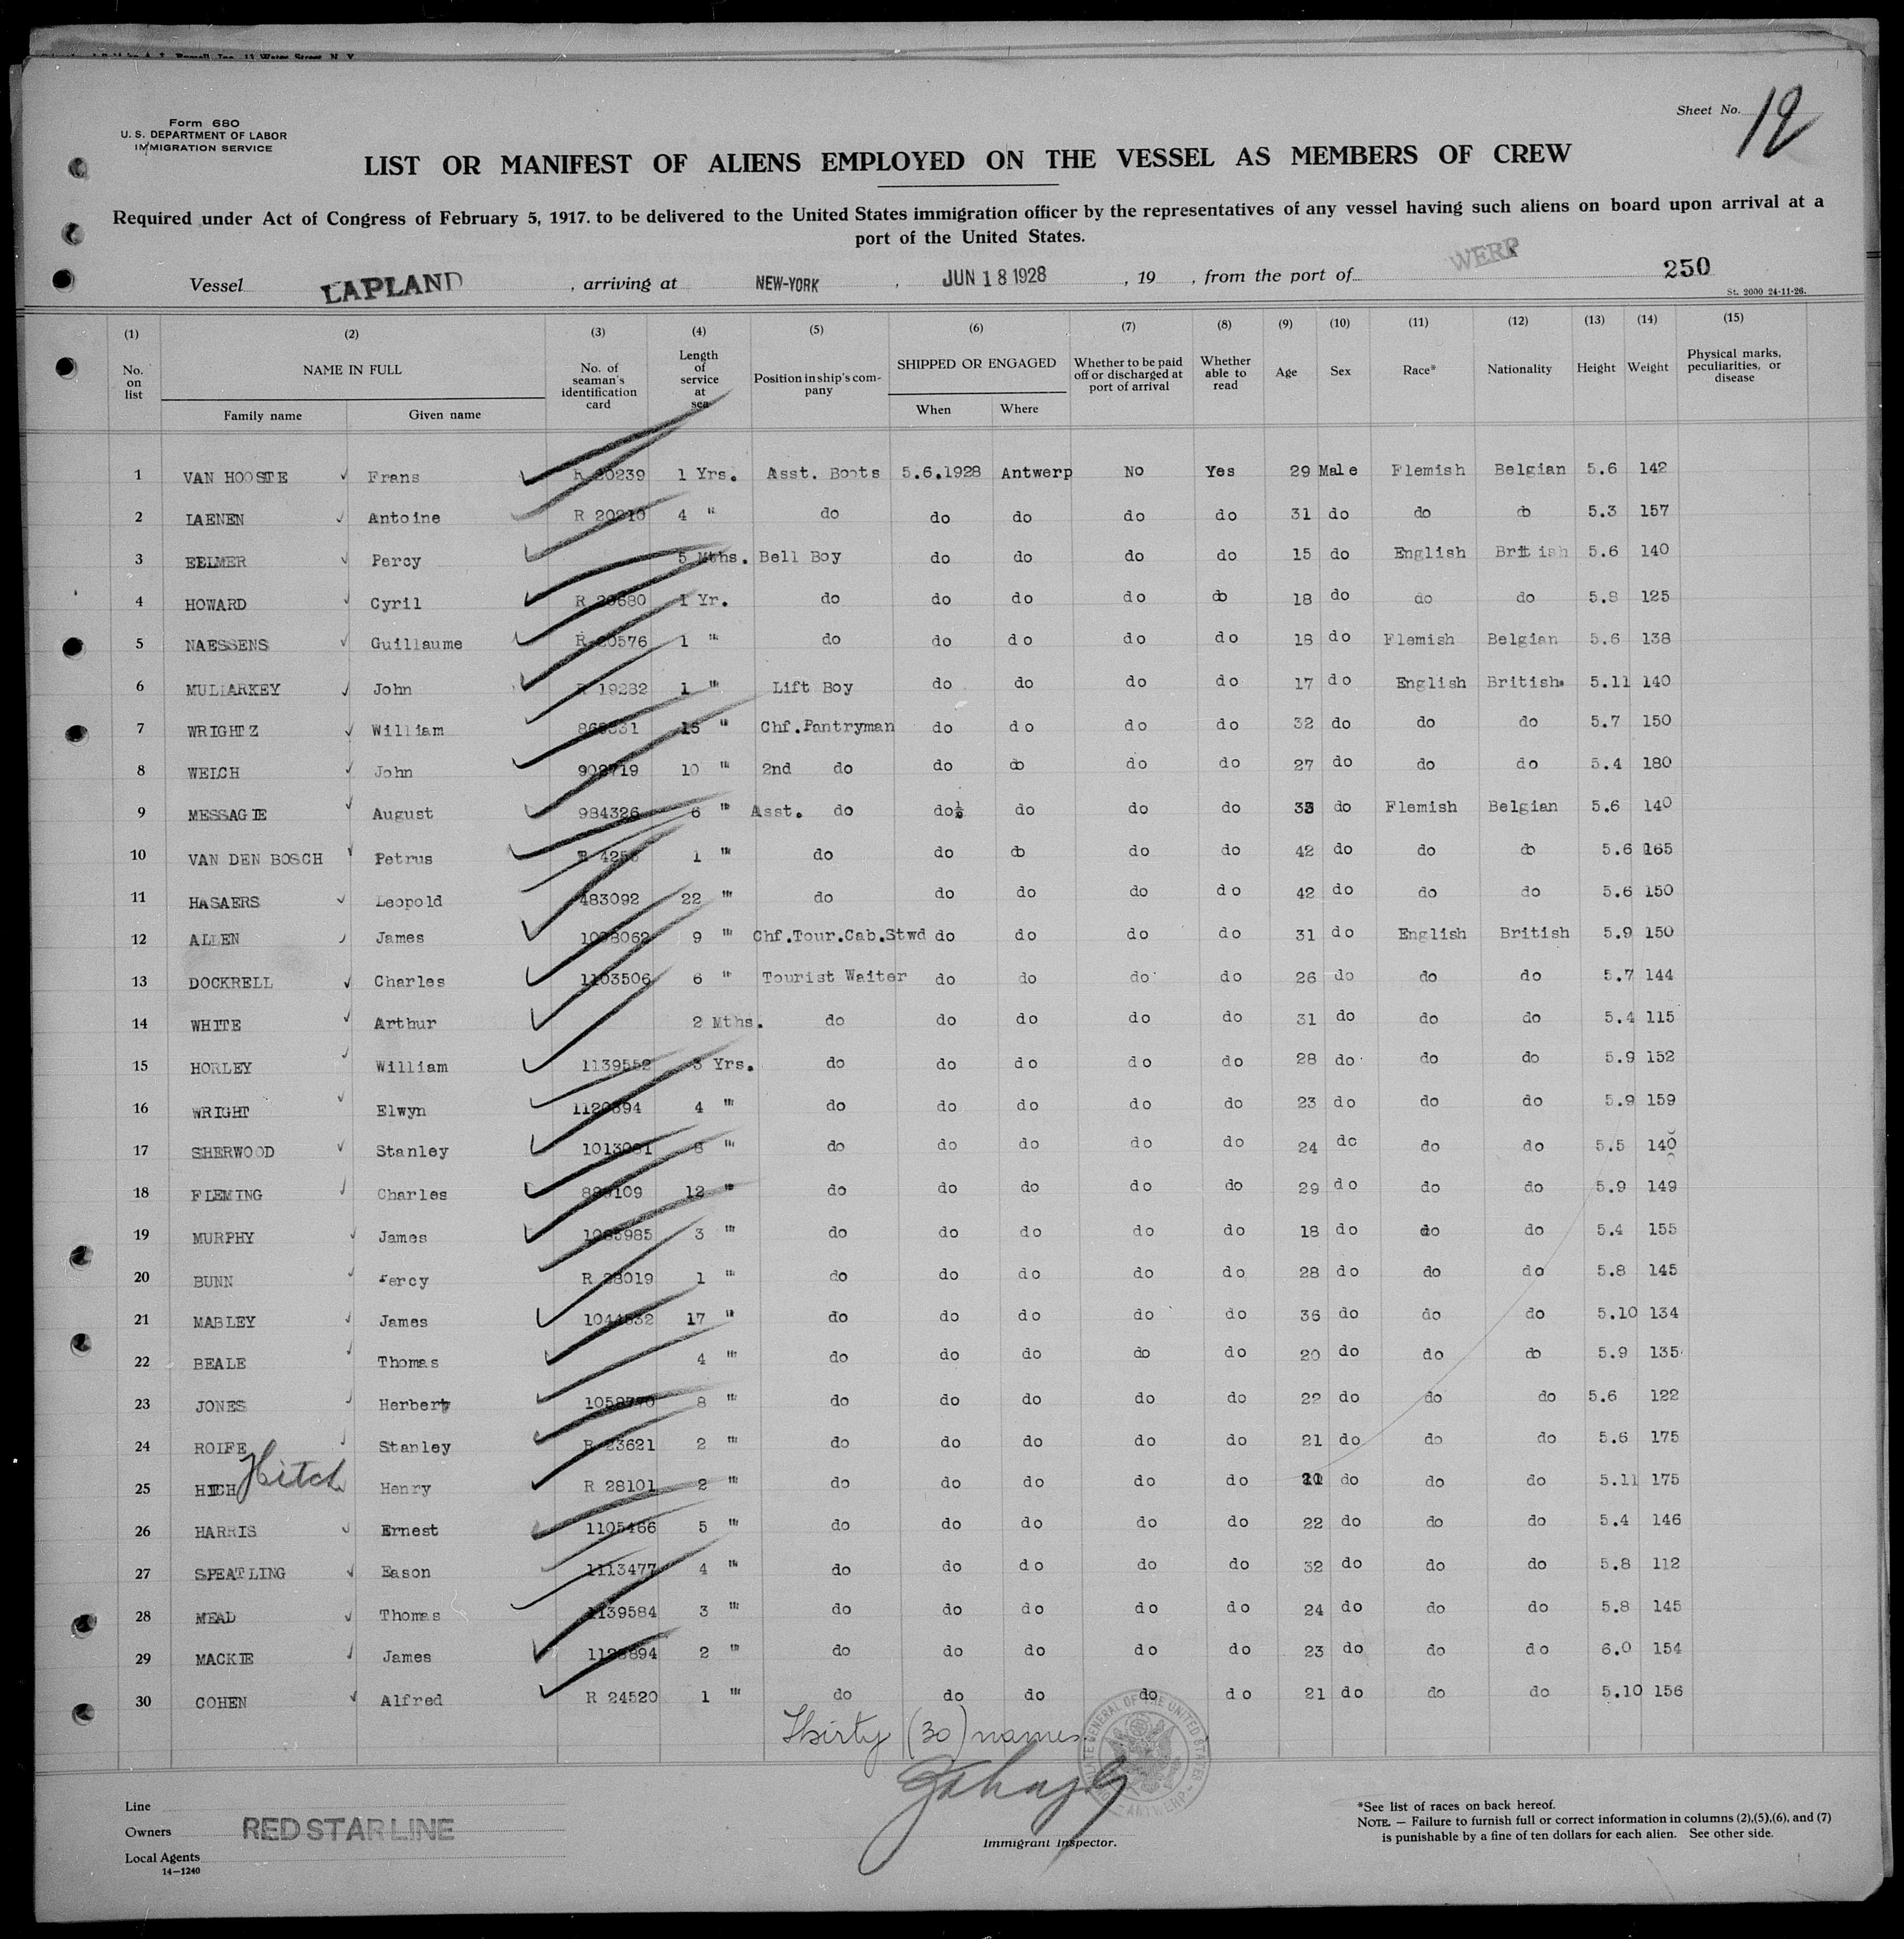 Form 680
U. S. DEPARTMENT OF LABOR
IMMIGRATION SERVICE
Sheet No. 12
LIST OR MANIFEST OF ALIENS EMPLOYED ON THE VESSEL AS MEMBERS OF CREW
Required under Act of Congress of February 5, 1917. to be delivered to the United States immigration officer by the representatives of any vessel having such aliens on board upon arrival at a
port of the United States.
Vessel LAPLAND , arriving at NEW-YORK , JUN 18 1928 , 19 , from the port of WERP 250
St. 2000 24-11-26.
(1) (2) (3) (4) (5) (6) (7) (8) (9) (10) (11) (12) (13) (14) (15)
No. on list NAME IN FULL No. of seaman's identification card Length of service at sea Position in ship's company SHIPPED OR ENGAGED Whether to be paid off or discharged at port of arrival Whether able to read Age Sex Race* Nationality Height Weight Physical marks, peculiarities, or disease
Family name Given name When Where
1 VAN HOOSTE Frans R 20239 1 Yrs. Asst. Boots 5.6.1928 Antwerp No Yes 29 Male Flemish Belgian 5.6 142
2 IAENEN Antoine R 20210 4 " do do do do do 31 do do do 5.3 157
3 EELMER Percy 5 Mths. Bell Boy do do do do 15 do English British 5.6 140
4 HOWARD Cyril 1 Yr. do do do do do 18 do do do 5.8 125
5 NAESSENS Guillaume 1 " do do do do do 18 do Flemish Belgian 5.6 138
6 MULLARKEY John R 19282 1 " Lift Boy do do do do 17 do English British. 5.11 140
7 WRIGHTZ William 15 " Chf.Pantryman do do do do 32 do do do 5.7 150
8 WELCH John 902719 10 " 2nd do do do do do 27 do do do 5.4 180
9 MESSAGIE August 984326 6 " Asst. do do do do do 33 do Flemish Belgian 5.6 140
10 VAN DEN BOSCH Petrus 1 " do do do do do 42 do do do 5.6 165
11 HASAERS Leopold 483092 22 " do do do do do 42 do do do 5.6 150
12 ALLEN James 9 " Chf.Tour.Cab.Stwd do do do do 31 do English British 5.9 150
13 DOCKRELL Charles 1103506 6 " Tourist Waiter do do do do 26 do do do 5.7 144
14 WHITE Arthur 2 Mths. do do do do do 31 do do do 5.4 115
15 HORLEY William 1139552 3 Yrs. do do do do do 28 do do do 5.9 152
16 WRIGHT Elwyn 4 " do do do do do 23 do do do 5.9 159
17 SHERWOOD Stanley 8 " do do do do do 24 do do do 5.5 140
18 FLEMING Charles 12 " do do do do do 29 do do do 5.9 149
19 MURPHY James 3 " do do do do do 18 do do do 5.4 155
20 BUNN Percy R 28019 1 " do do do do do 28 do do do 5.8 145
21 MABLEY James 17 " do do do do do 36 do do do 5.10 134
22 BEALE Thomas 4 " do do do do do 20 do do do 5.9 135
23 JONES Herbert 8 " do do do do do 22 do do do 5.6 122
24 ROIFE Stanley R 23621 2 " do do do do do 21 do do do 5.6 175
25 HICH Hitch Henry R 28101 2 " do do do do do do do do 5.11 175
26 HARRIS Ernest 1105466 5 " do do do do do 22 do do do 5.4 146
27 SPEATLING Eason 1113477 4 " do do do do do 32 do do do 5.8 112
28 MEAD Thomas 1139584 3 " do do do do do 24 do do do 5.8 145
29 MACKIE James 2 " do do do do do 23 do do do 6.0 154
30 COHEN Alfred R 24520 1 " do do do do do 21 do do do 5.10 156
Thirty (30) names
Line
Owners RED STAR LINE
Local Agents
14-1240
Immigrant Inspector.
*See list of races on back hereof.
NOTE. — Failure to furnish full or correct information in columns (2),(5),(6), and (7)
is punishable by a fine of ten dollars for each alien. See other side.